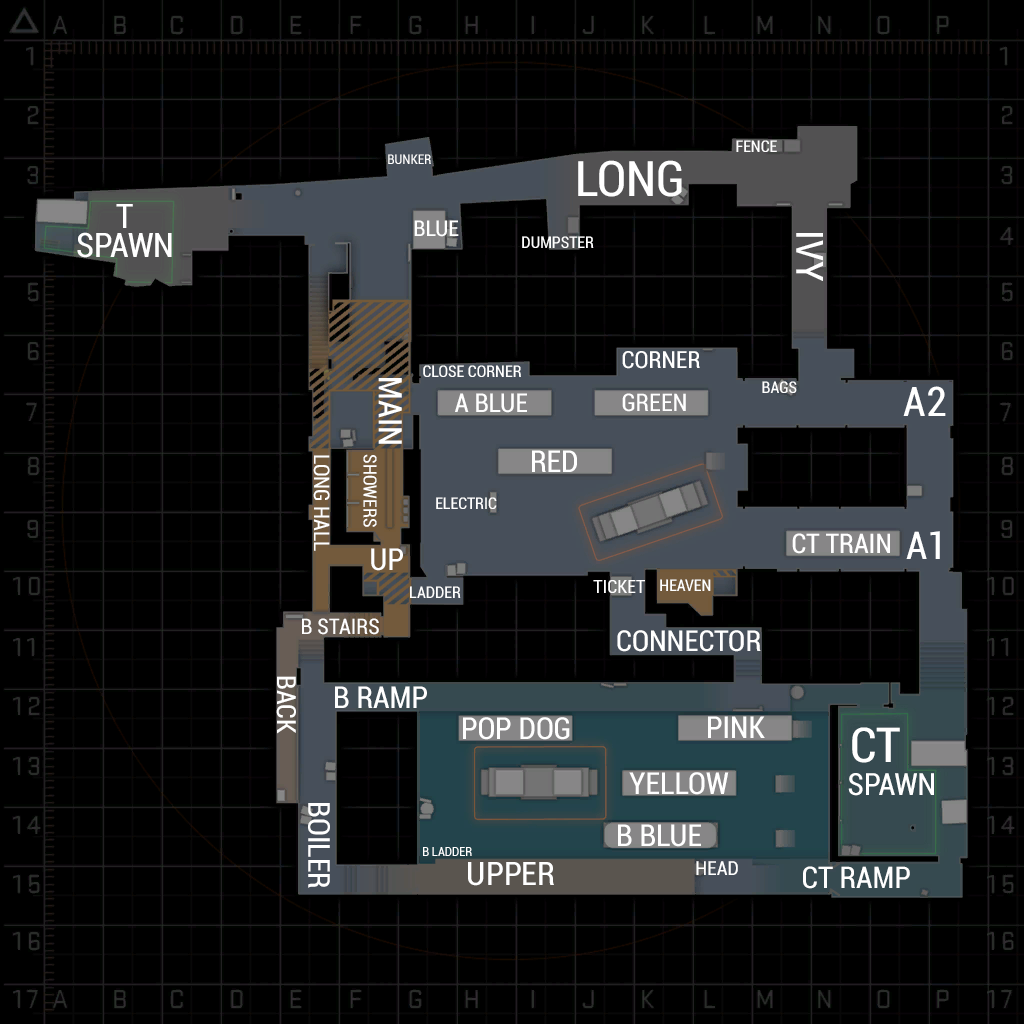 A B C D E F G H I J K L M N O P
1 1
2 2
BUNKER
FENCE
3 LONG 3
T
SPAWN
BLUE
DUMPSTER
4 IVY 4
5 5
6 CORNER 6
CLOSE CORNER
BAGS
7 MAIN A BLUE GREEN A2 7
RED
8 LONG HALL SHOWERS 8
ELECTRIC
9 CT TRAIN A1 9
UP
10 LADDER TICKET HEAVEN 10
B STAIRS
11 CONNECTOR 11
12 BACK B RAMP 12
POP DOG PINK
CT
SPAWN
13 YELLOW 13
14 BOILER B BLUE 14
B LADDER
15 UPPER HEAD CT RAMP 15
16 16
17 A B C D E F G H I J K L M N O P 17